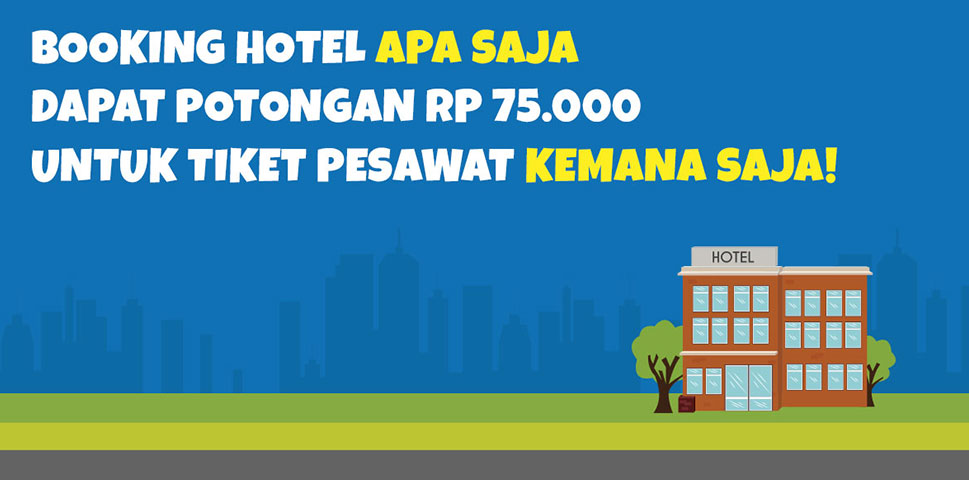 BOOKING HOTEL APA SAJA
DAPAT POTONGAN RP 75.000
UNTUK TIKET PESAWAT KEMANA SAJA!
HOTEL